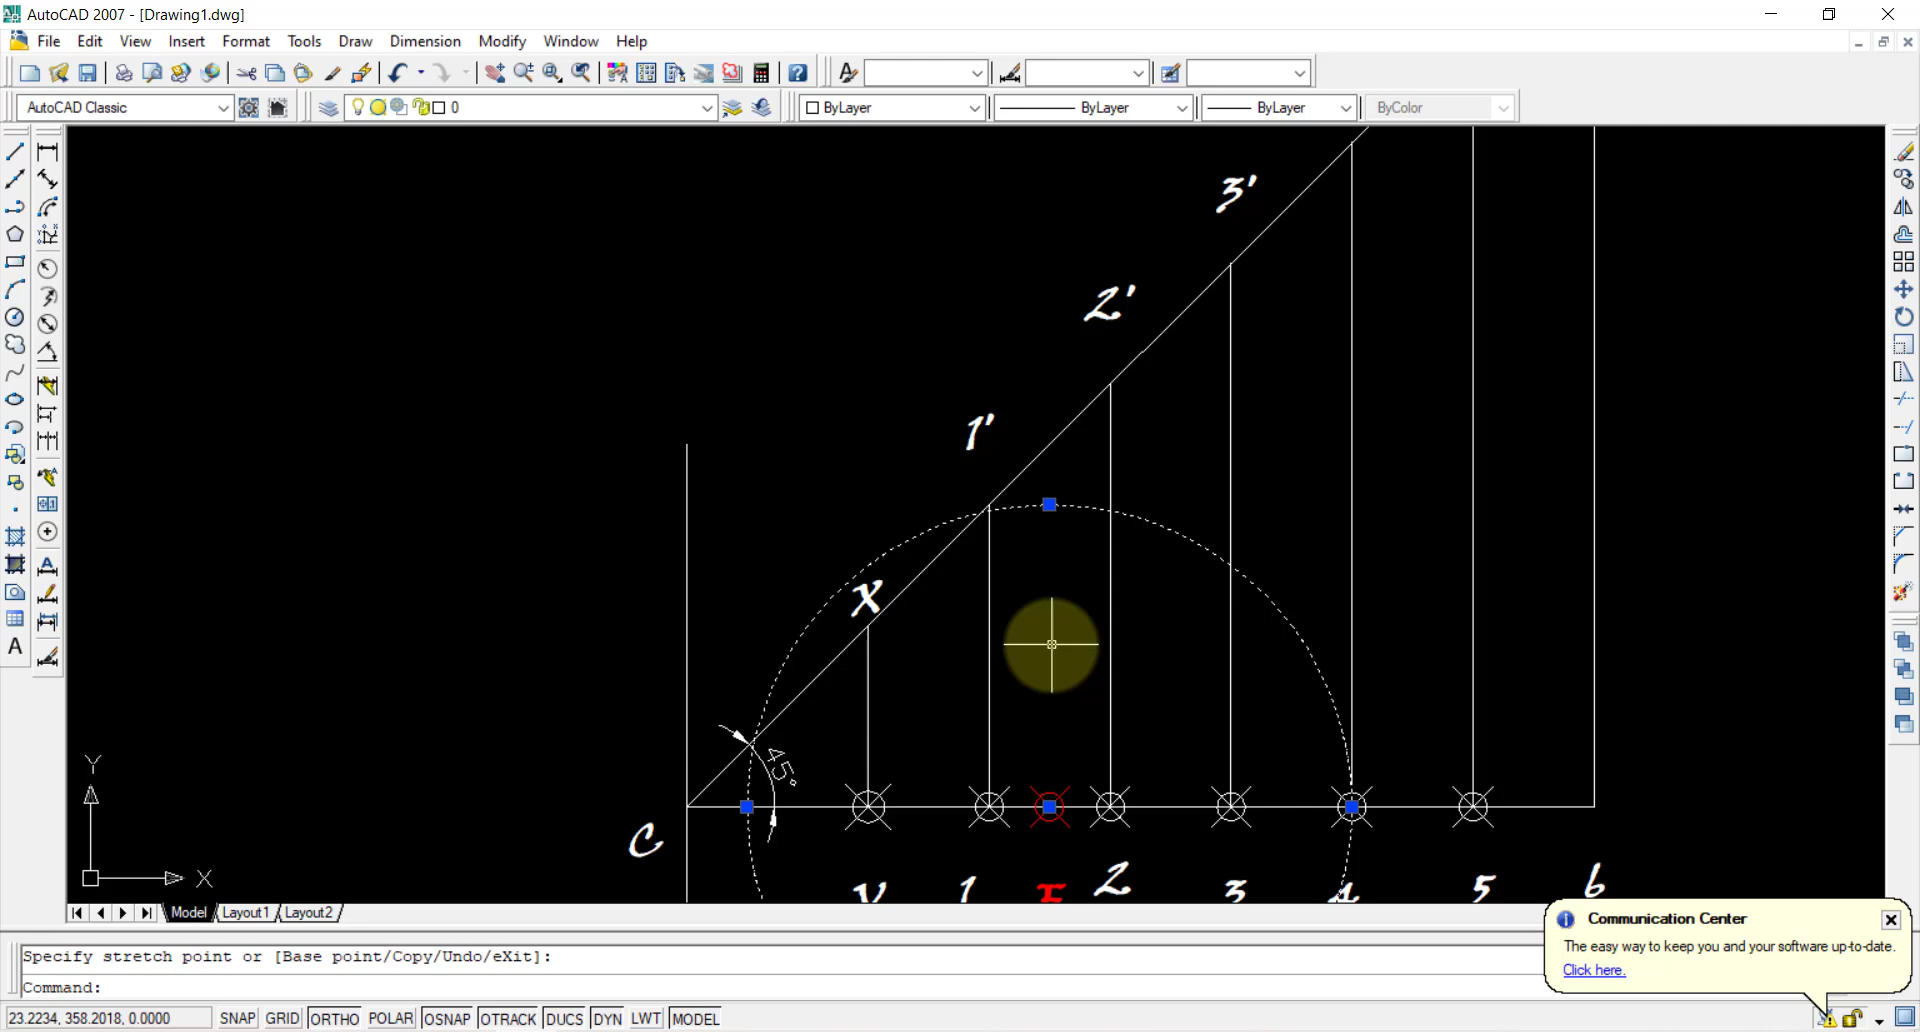 AutoCAD 2007 - [Drawing1.dwg]
File Edit View Insert Format Tools Draw Dimension Modify Window Help
AutoCAD Classic 0 ByLayer ByLayer ByLayer ByColor
3'
2'
1'
X
45°
C
V 1 F 2 3 4 5 6
Y
X
Model Layout1 Layout2
Specify stretch point or [Base point/Copy/Undo/eXit]:
Command:
Communication Center
The easy way to keep you and your software up-to-date.
Click here.
23.2234, 358.2018, 0.0000 SNAP GRID ORTHO POLAR OSNAP OTRACK DUCS DYN LWT MODEL